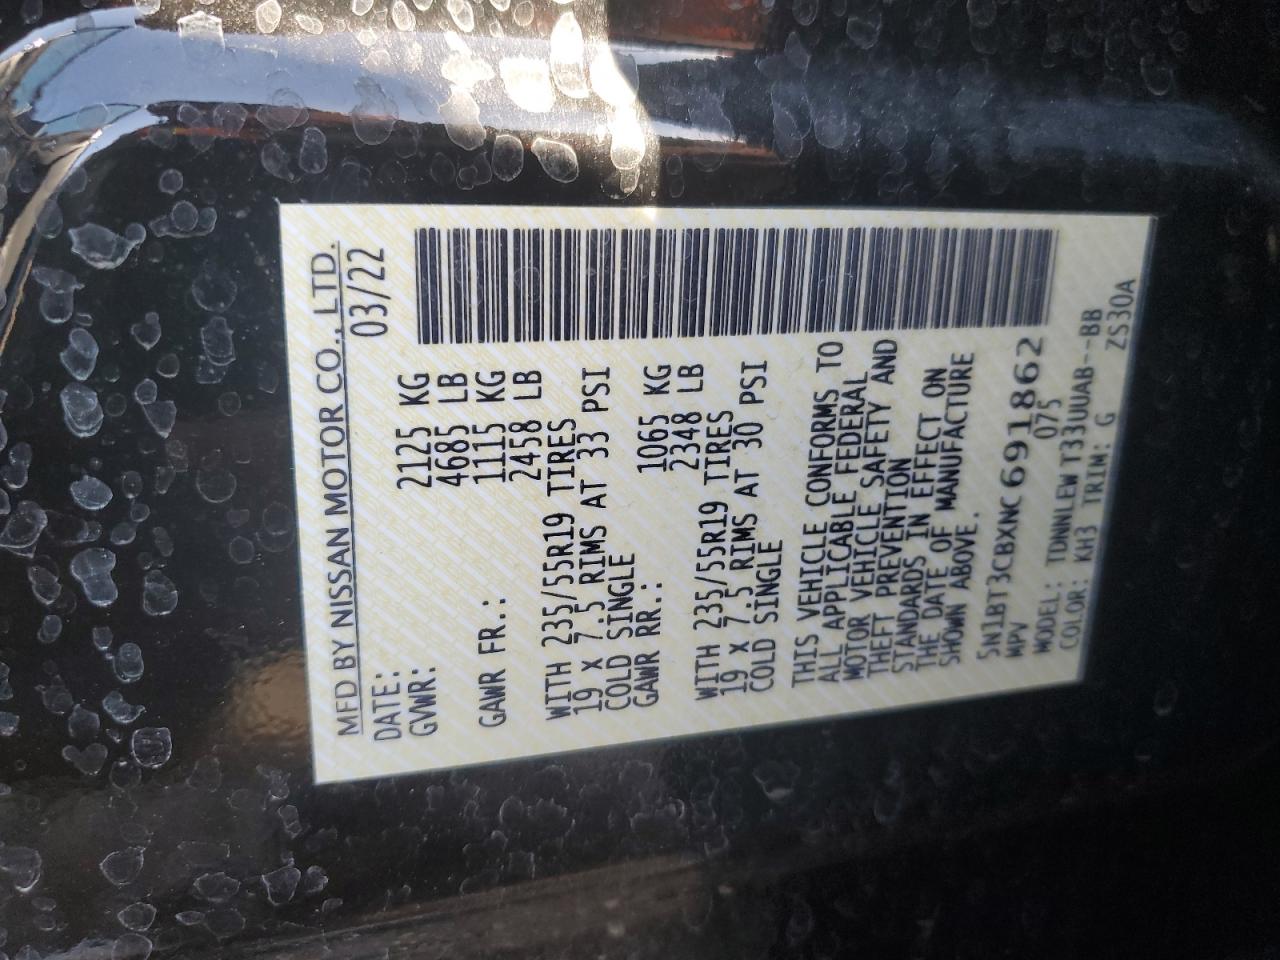 MFD BY NISSAN MOTOR CO., LTD.
DATE: 03/22
GVWR: 2125 KG
4685 LB
GAWR FR.: 1115 KG
2458 LB
WITH 235/55R19 TIRES
19 X 7.5 RIMS AT 33 PSI
COLD SINGLE
GAWR RR.: 1065 KG
2348 LB
WITH 235/55R19 TIRES
19 X 7.5 RIMS AT 30 PSI
COLD SINGLE
THIS VEHICLE CONFORMS TO
ALL APPLICABLE FEDERAL
MOTOR VEHICLE SAFETY AND
THEFT PREVENTION
STANDARDS IN EFFECT ON
THE DATE OF MANUFACTURE
SHOWN ABOVE.
5N1BT3CBXNC691862
MPV 075
MODEL: TDNNLEW T33UUAB--BB
COLOR: KH3 TRIM: G ZS30A